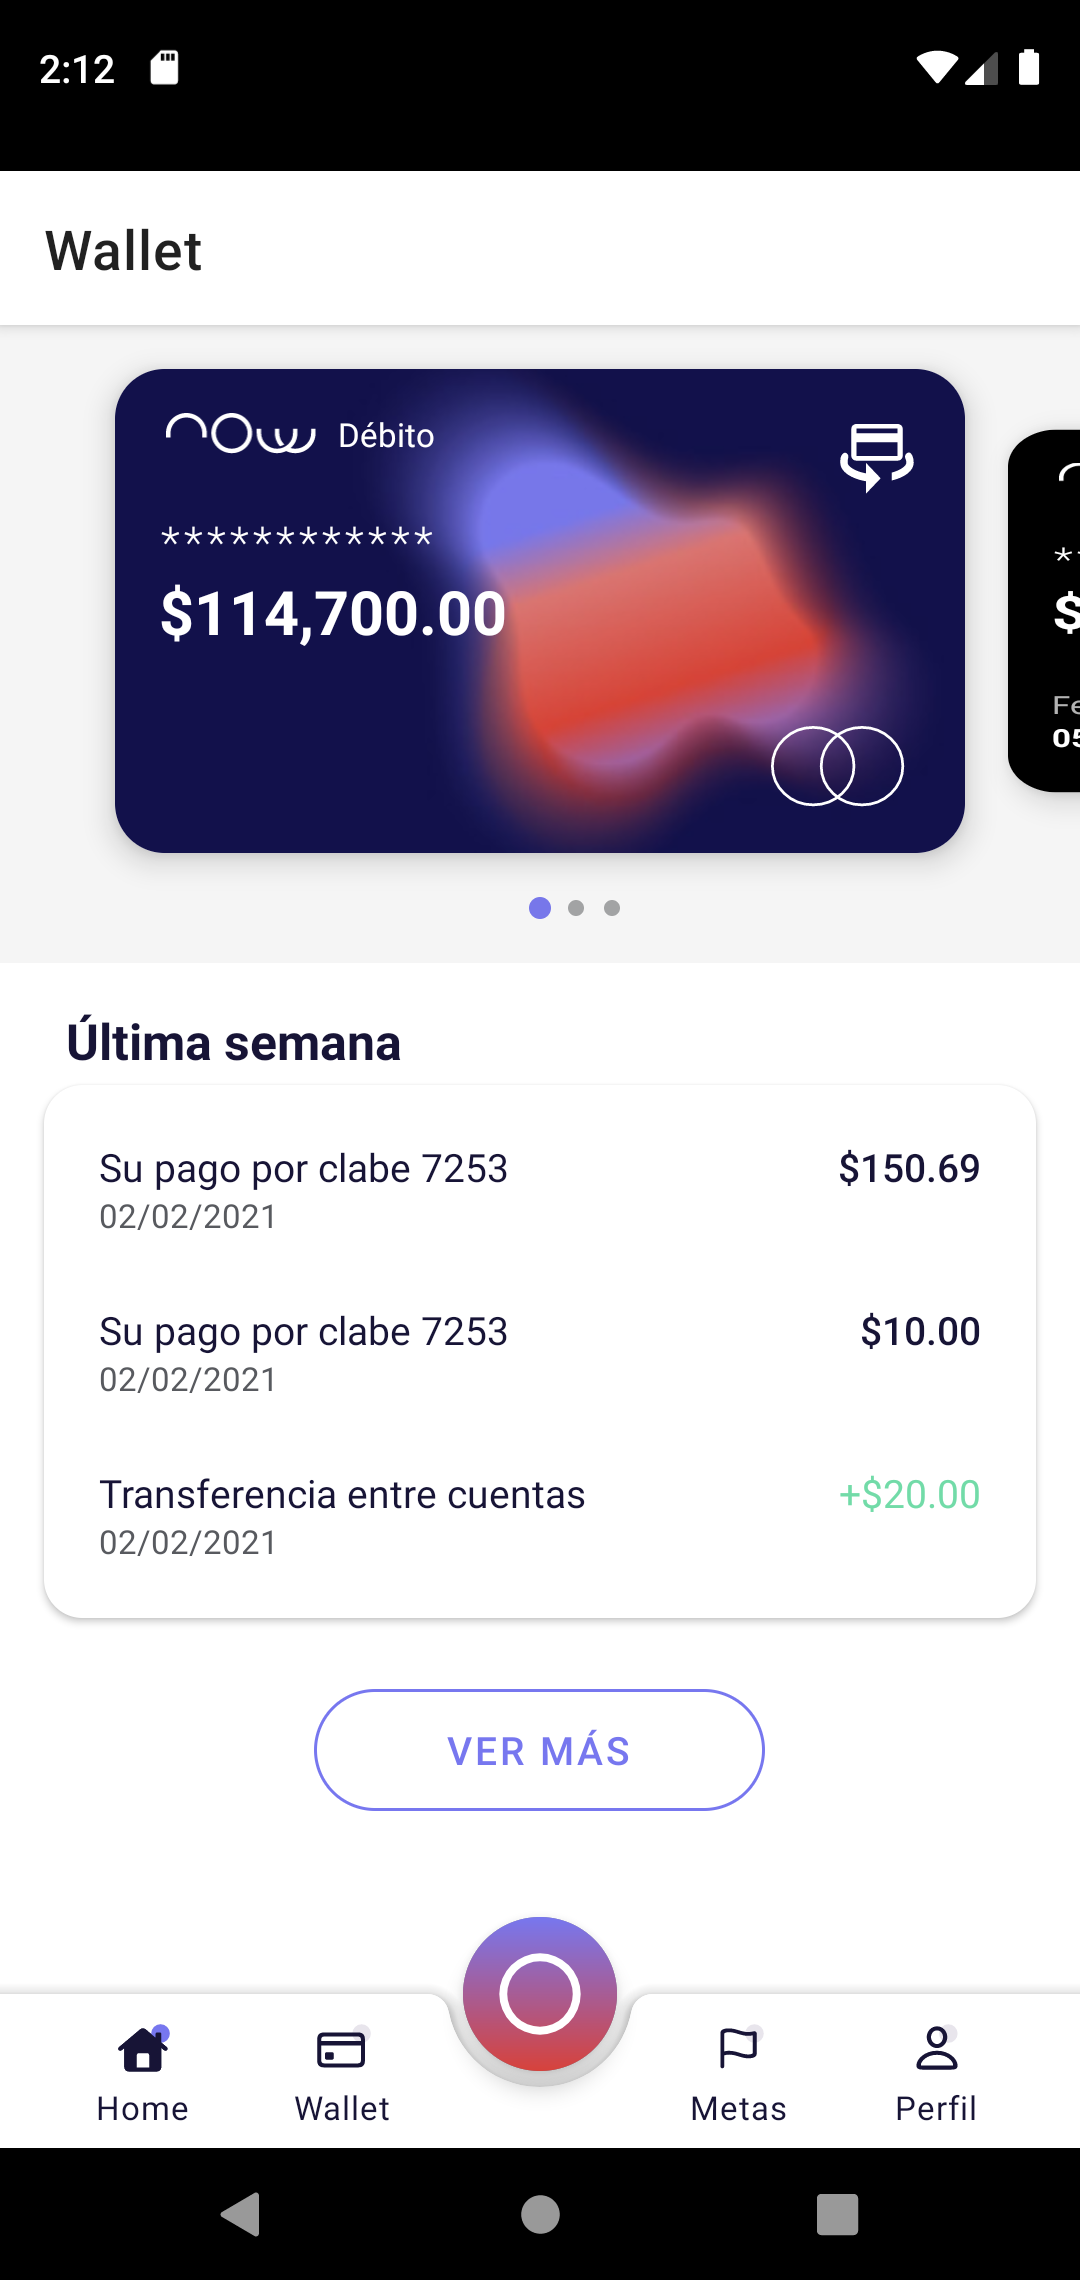 2:12
Wallet
now Débito
************
$114,700.00
**
$
Fe
05
Última semana
Su pago por clabe 7253 $150.69
02/02/2021
Su pago por clabe 7253 $10.00
02/02/2021
Transferencia entre cuentas +$20.00
02/02/2021
VER MÁS
Home Wallet Metas Perfil